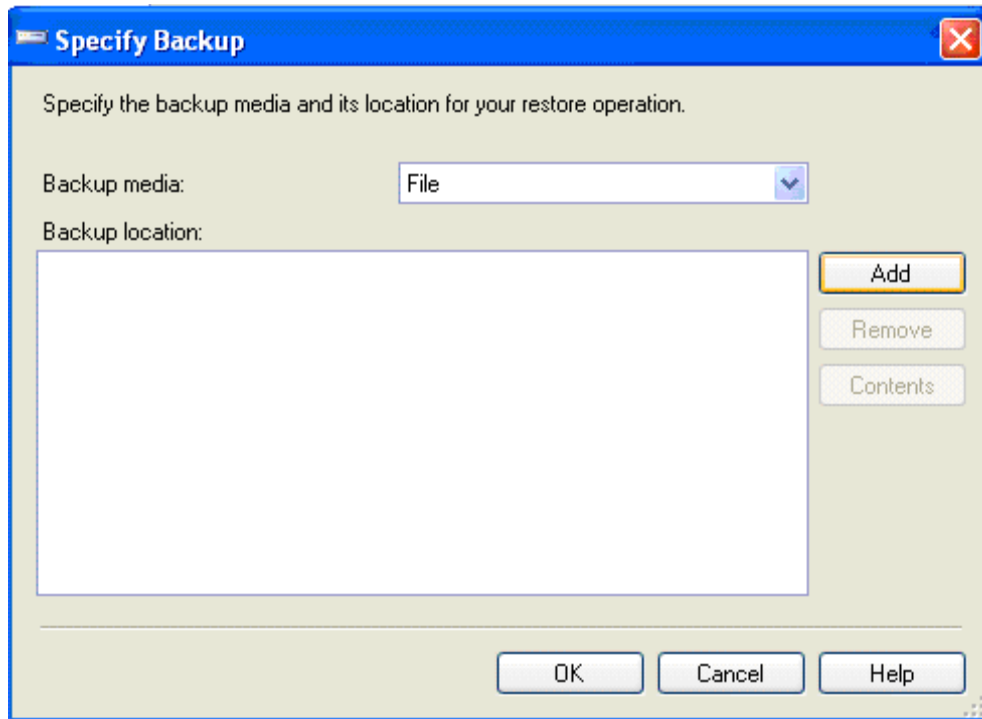 Specify Backup
Specify the backup media and its location for your restore operation.
Backup media: File
Backup location:
Add
Remove
Contents
OK Cancel Help